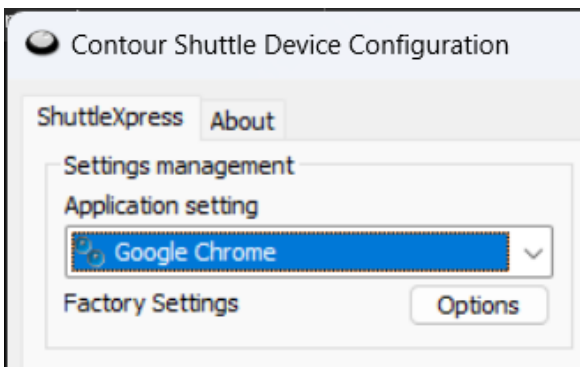 Contour Shuttle Device Configuration
ShuttleXpress About
Settings management
Application setting
Google Chrome
Factory Settings Options